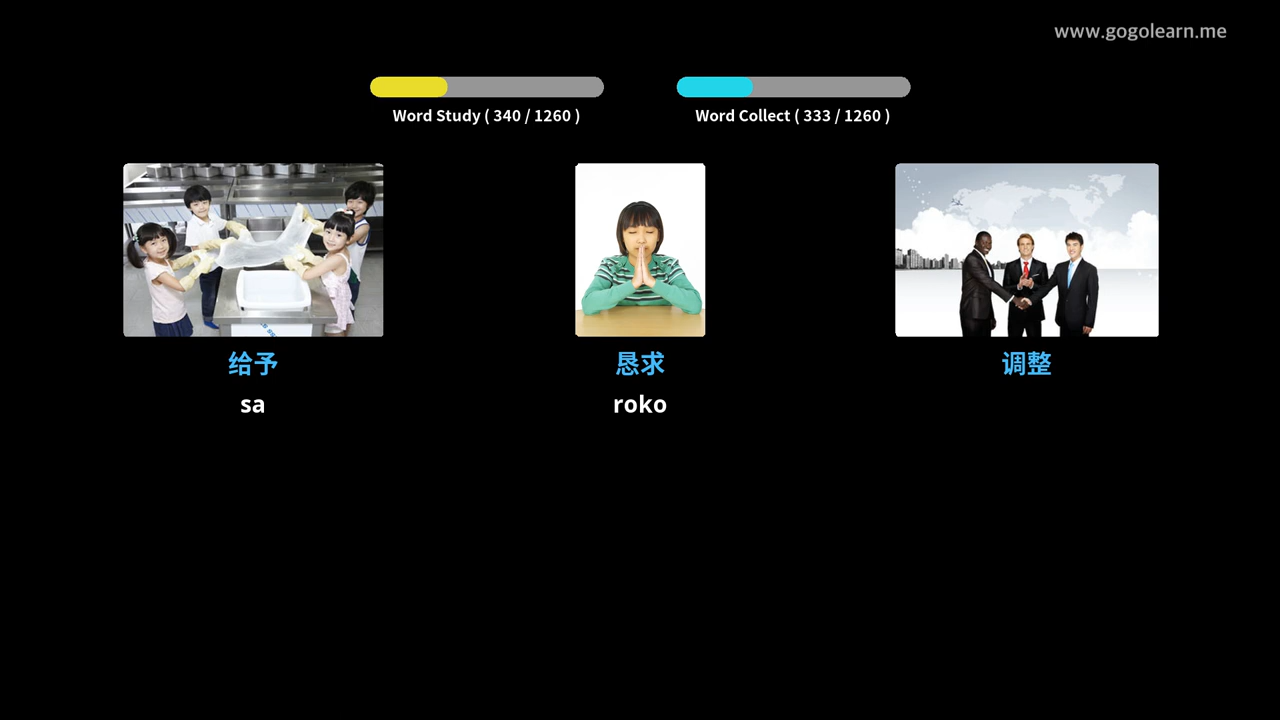 www.gogolearn.me
Word Study ( 340 / 1260 )
Word Collect ( 333 / 1260 )
给予
恳求
调整
sa
roko